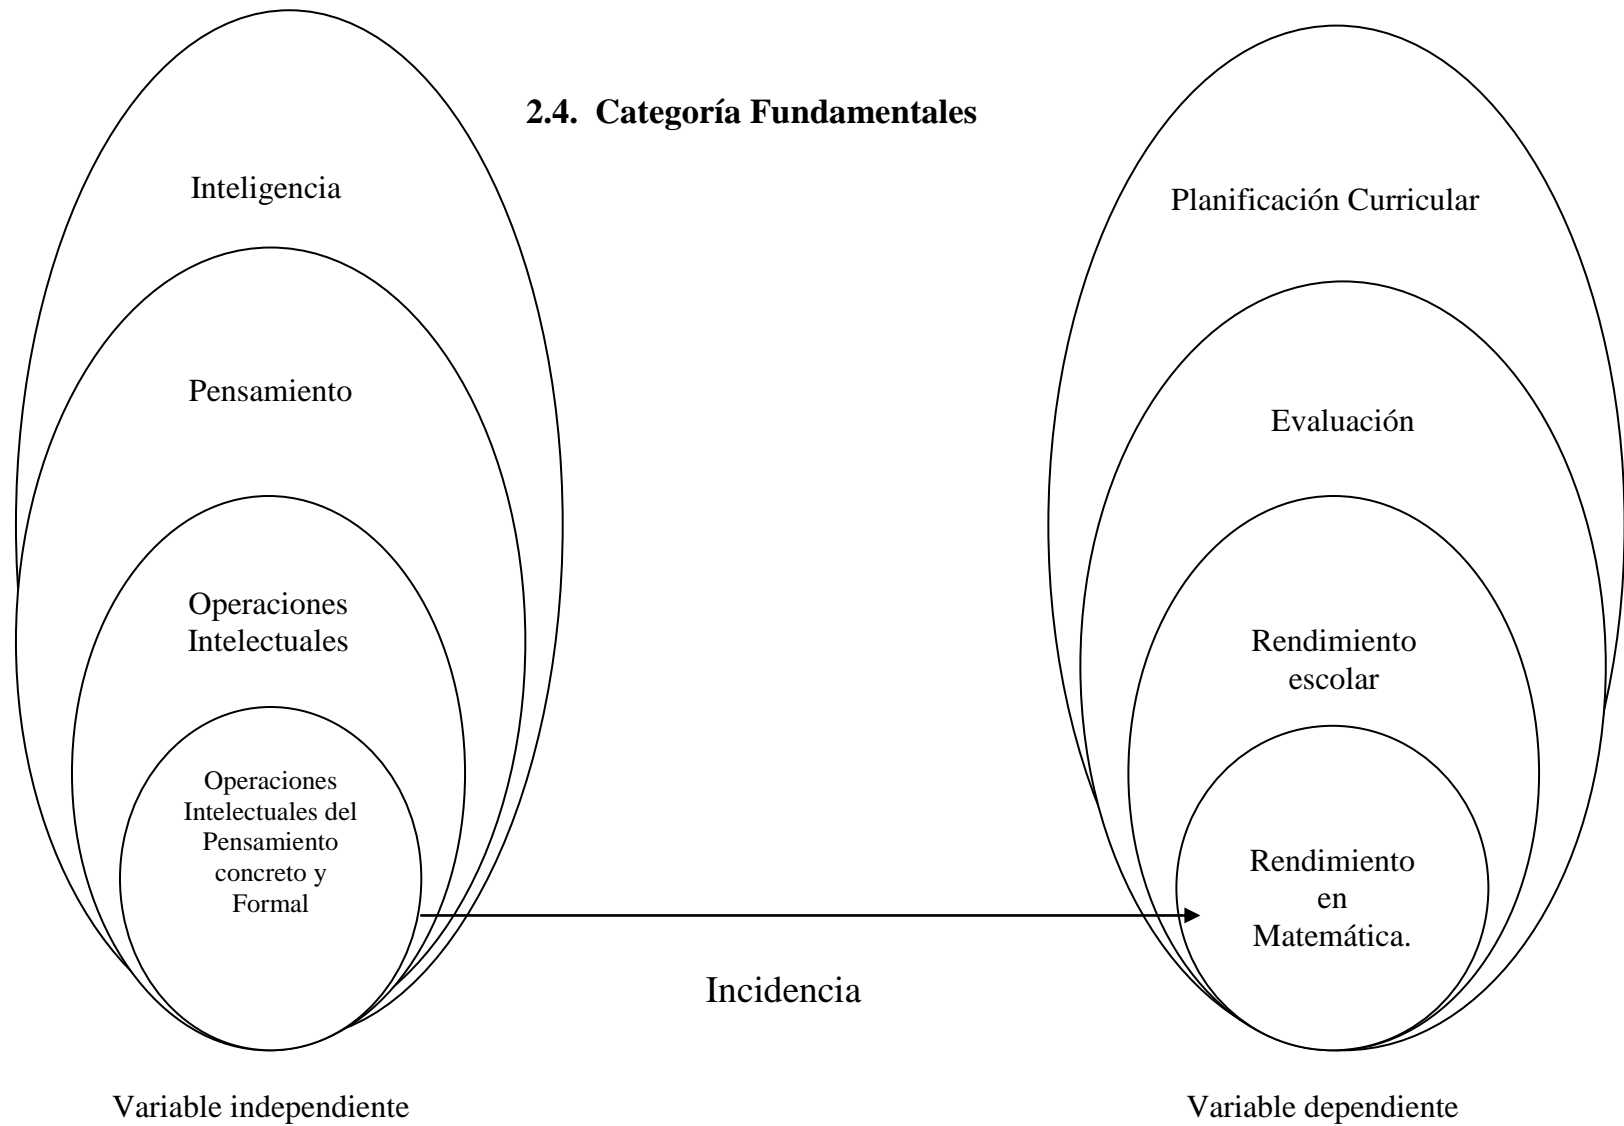 2.4. Categoría Fundamentales
Inteligencia
Pensamiento
Operaciones
Intelectuales
Operaciones
Intelectuales del
Pensamiento
concreto y
Formal
Variable independiente
Incidencia
Planificación Curricular
Evaluación
Rendimiento
escolar
Rendimiento
en
Matemática.
Variable dependiente